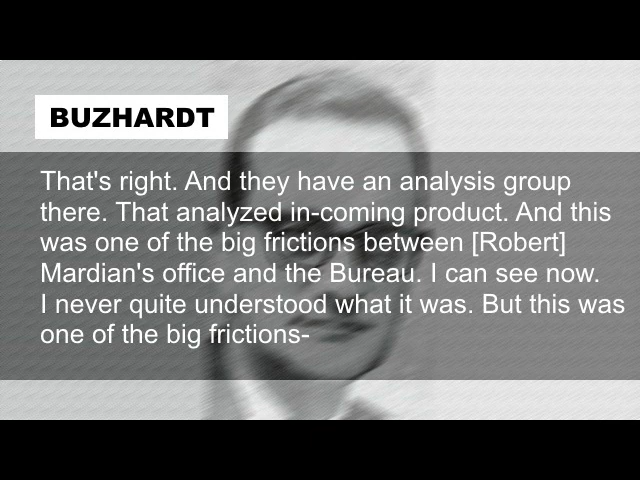 BUZHARDT
That's right. And they have an analysis group
there. That analyzed in-coming product. And this
was one of the big frictions between [Robert]
Mardian's office and the Bureau. I can see now.
I never quite understood what it was. But this was
one of the big frictions-